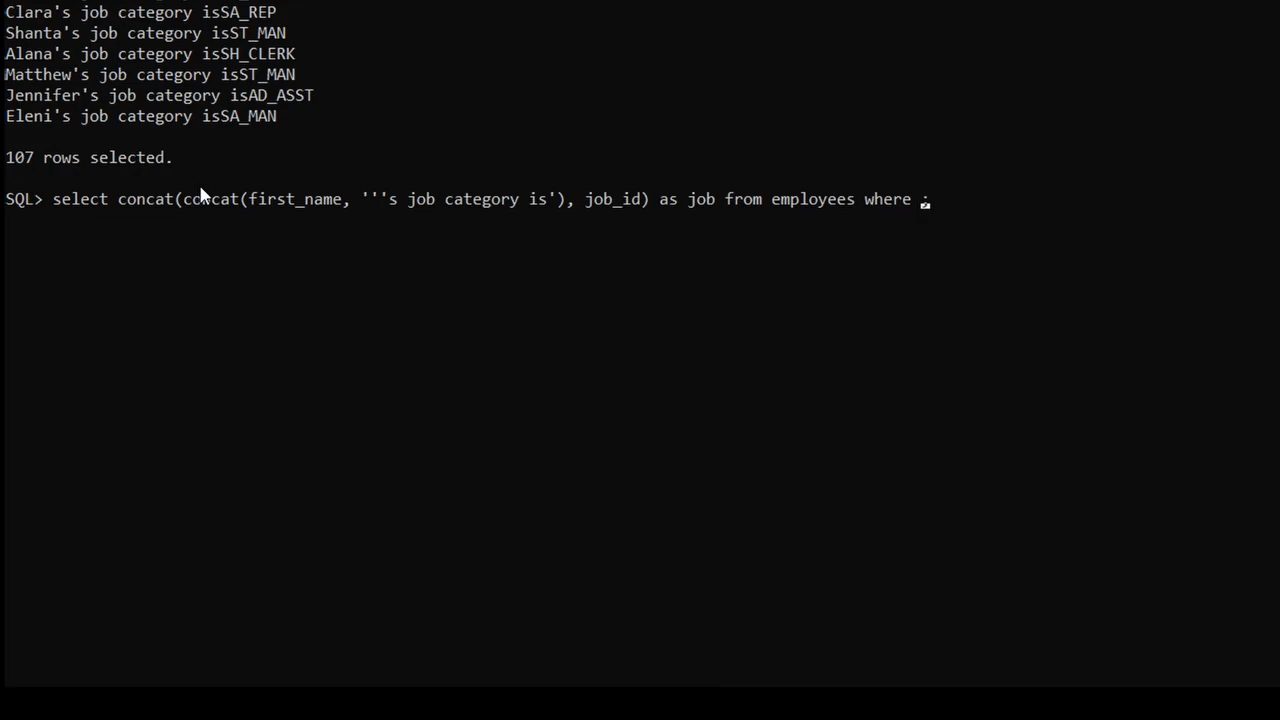 Clara's job category isSA_REP
Shanta's job category isST_MAN
Alana's job category isSH_CLERK
Matthew's job category isST_MAN
Jennifer's job category isAD_ASST
Eleni's job category isSA_MAN
107 rows selected.
SQL> select concat(concat(first_name, '''s job category is'), job_id) as job from employees where ;